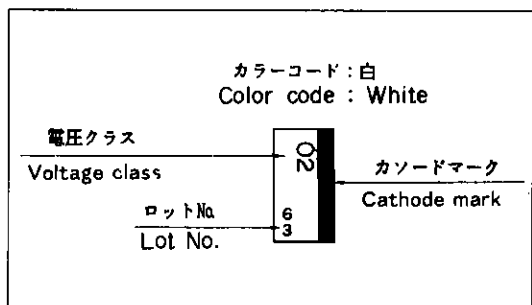 カラーコード：白
Color code : White
電圧クラス
Voltage class
02
カソードマーク
Cathode mark
ロットNo.
Lot No.
6
3